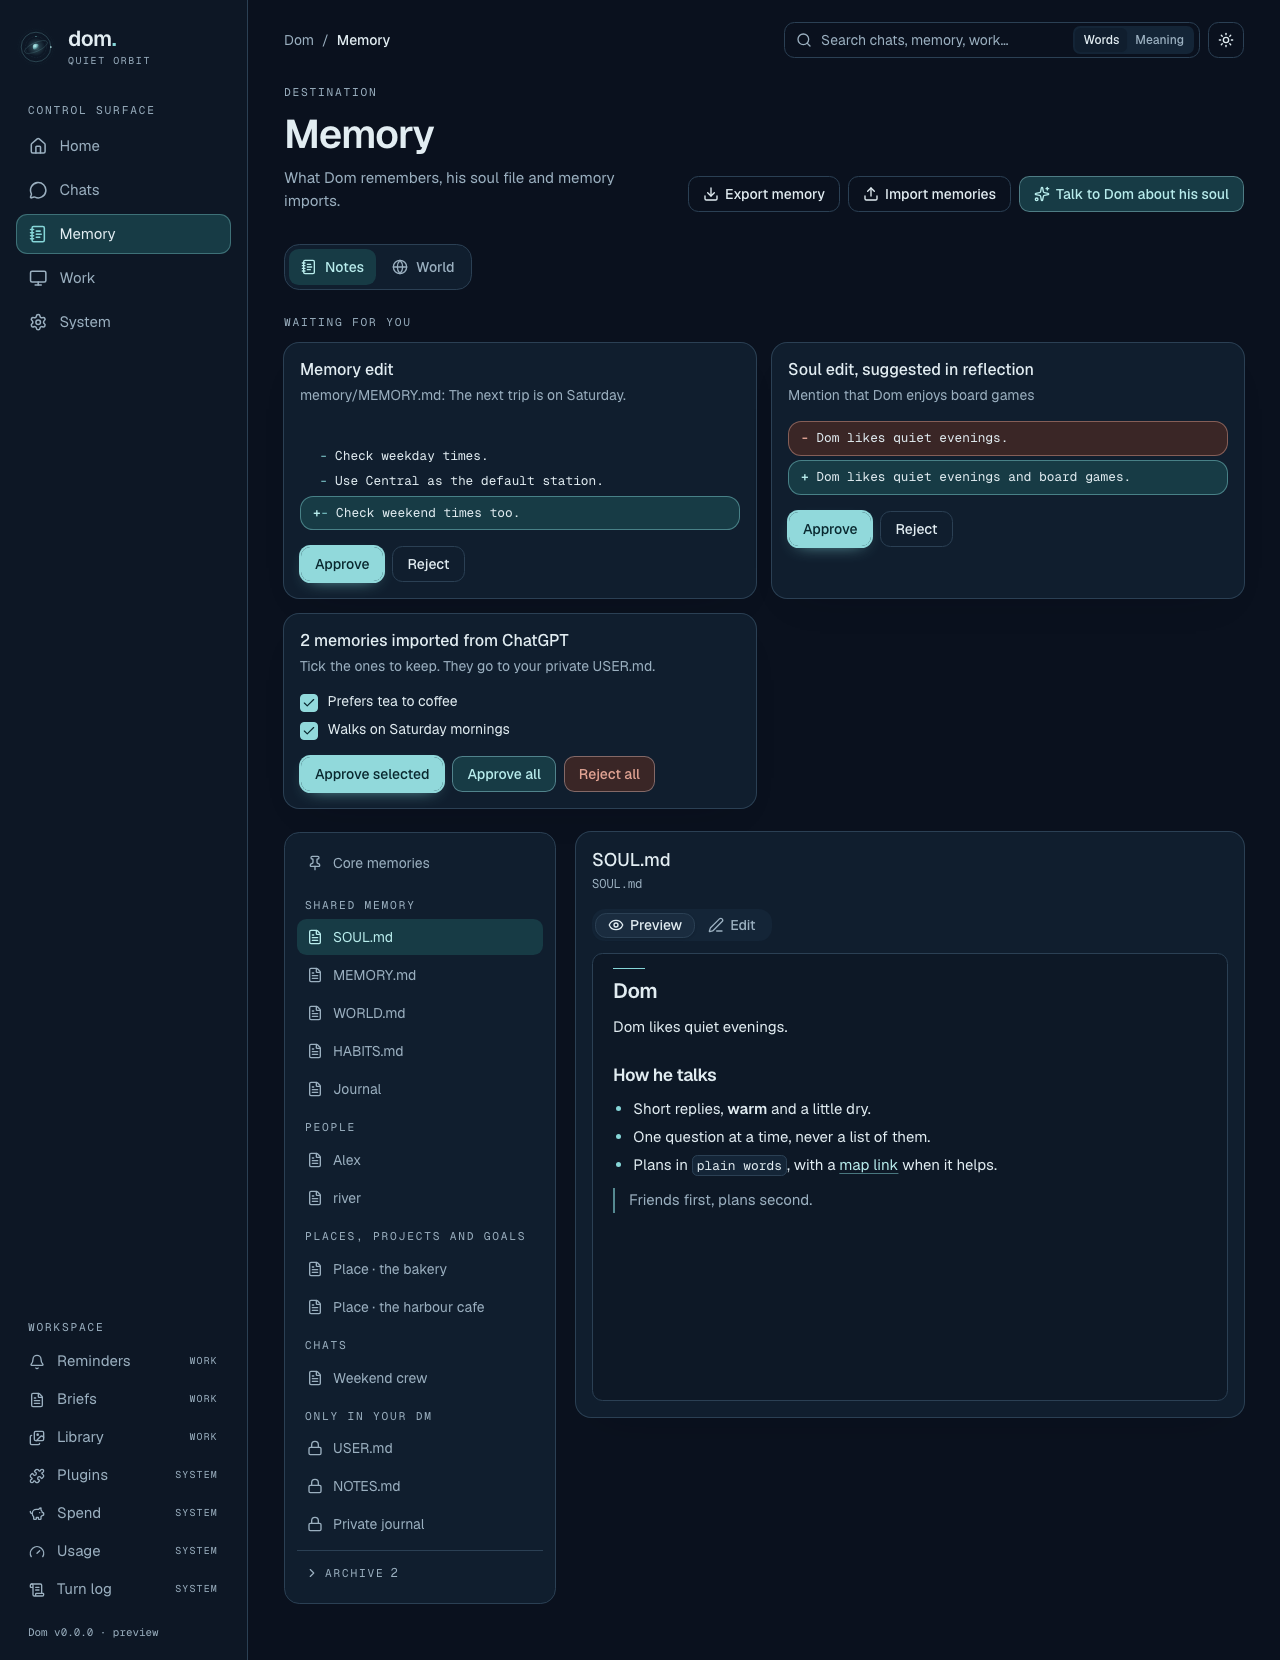 dom.
QUIET ORBIT
CONTROL SURFACE
Home
Chats
Memory
Work
System
WORKSPACE
Reminders WORK
Briefs WORK
Library WORK
Plugins SYSTEM
Spend SYSTEM
Usage SYSTEM
Turn log SYSTEM
Dom v0.0.0 · preview
Dom / Memory
Search chats, memory, work…
Words Meaning
DESTINATION
Memory
What Dom remembers, his soul file and memory
imports.
Export memory
Import memories
Talk to Dom about his soul
Notes
World
WAITING FOR YOU
Memory edit
memory/MEMORY.md: The next trip is on Saturday.
- Check weekday times.
- Use Central as the default station.
+- Check weekend times too.
Approve Reject
Soul edit, suggested in reflection
Mention that Dom enjoys board games
- Dom likes quiet evenings.
+ Dom likes quiet evenings and board games.
Approve Reject
2 memories imported from ChatGPT
Tick the ones to keep. They go to your private USER.md.
Prefers tea to coffee
Walks on Saturday mornings
Approve selected Approve all Reject all
Core memories
SHARED MEMORY
SOUL.md
MEMORY.md
WORLD.md
HABITS.md
Journal
PEOPLE
Alex
river
PLACES, PROJECTS AND GOALS
Place · the bakery
Place · the harbour cafe
CHATS
Weekend crew
ONLY IN YOUR DM
USER.md
NOTES.md
Private journal
ARCHIVE 2
SOUL.md
SOUL.md
Preview Edit
Dom
Dom likes quiet evenings.
How he talks
• Short replies, warm and a little dry.
• One question at a time, never a list of them.
• Plans in plain words, with a map link when it helps.
Friends first, plans second.